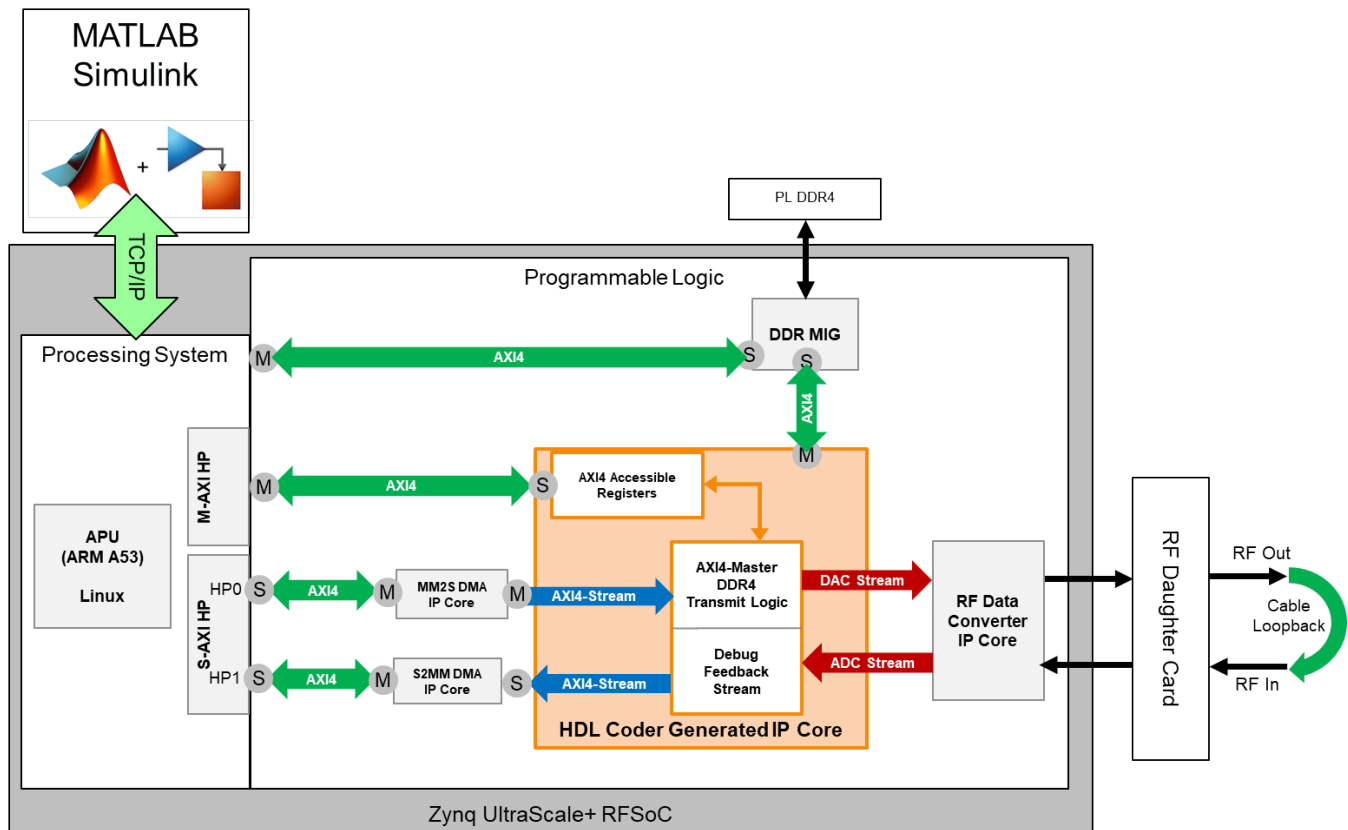 MATLAB
Simulink
+
TCP/IP
PL DDR4
Programmable Logic
DDR MIG
Processing System
M
AXI4
S
S
AXI4
M
M-AXI HP
M
AXI4
S
AXI4 Accessible
Registers
APU
(ARM A53)
Linux
S-AXI HP
HP0
S
AXI4
M
MM2S DMA
IP Core
M
AXI4-Stream
AXI4-Master
DDR4
Transmit Logic
DAC Stream
HP1
S
AXI4
M
S2MM DMA
IP Core
S
AXI4-Stream
Debug
Feedback
Stream
ADC Stream
HDL Coder Generated IP Core
RF Data
Converter
IP Core
RF Daughter Card
RF Out
Cable
Loopback
RF In
Zynq UltraScale+ RFSoC